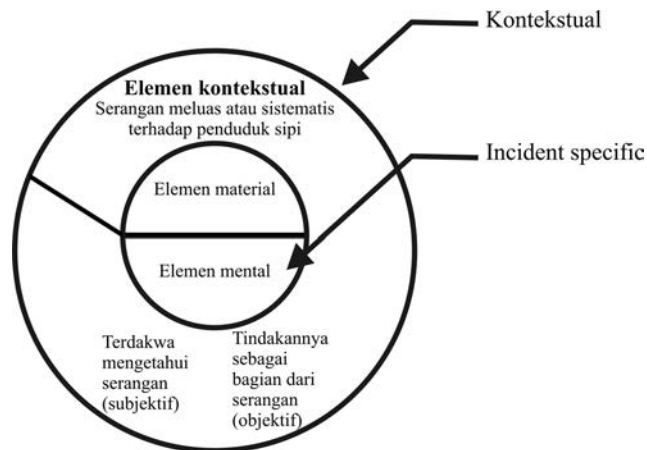 Kontekstual
Elemen kontekstual
Serangan meluas atau sistematis
terhadap penduduk sipi
Incident specific
Elemen material
Elemen mental
Terdakwa
mengetahui
serangan
(subjektif)
Tindakannya
sebagai
bagian dari
serangan
(objektif)